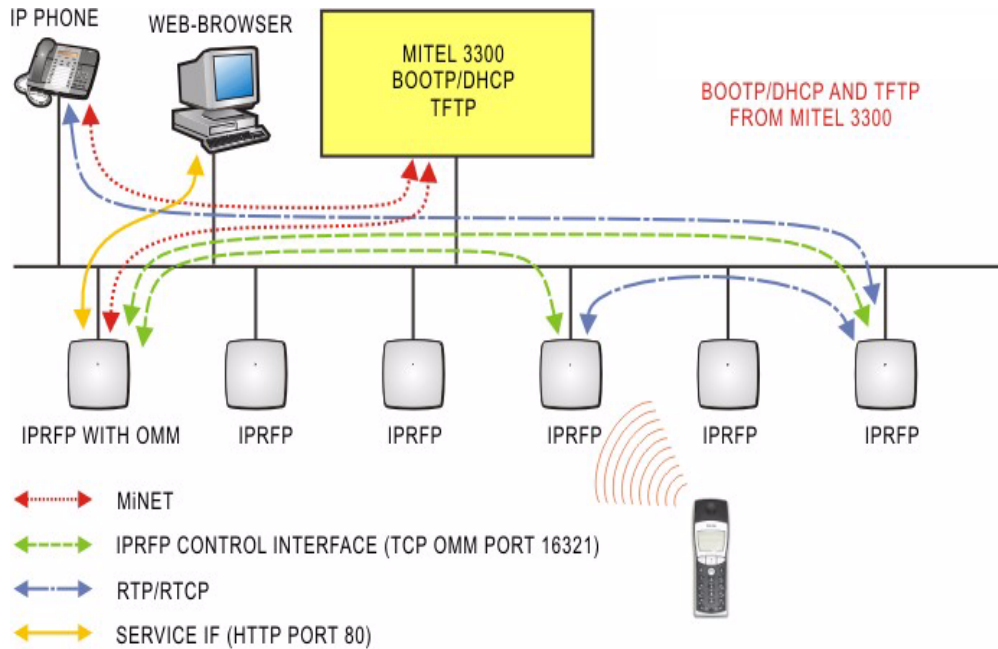 IP PHONE
WEB-BROWSER
MITEL 3300
BOOTP/DHCP
TFTP
BOOTP/DHCP AND TFTP
FROM MITEL 3300
IPRFP WITH OMM
IPRFP
IPRFP
IPRFP
IPRFP
IPRFP
MiNET
IPRFP CONTROL INTERFACE (TCP OMM PORT 16321)
RTP/RTCP
SERVICE IF (HTTP PORT 80)